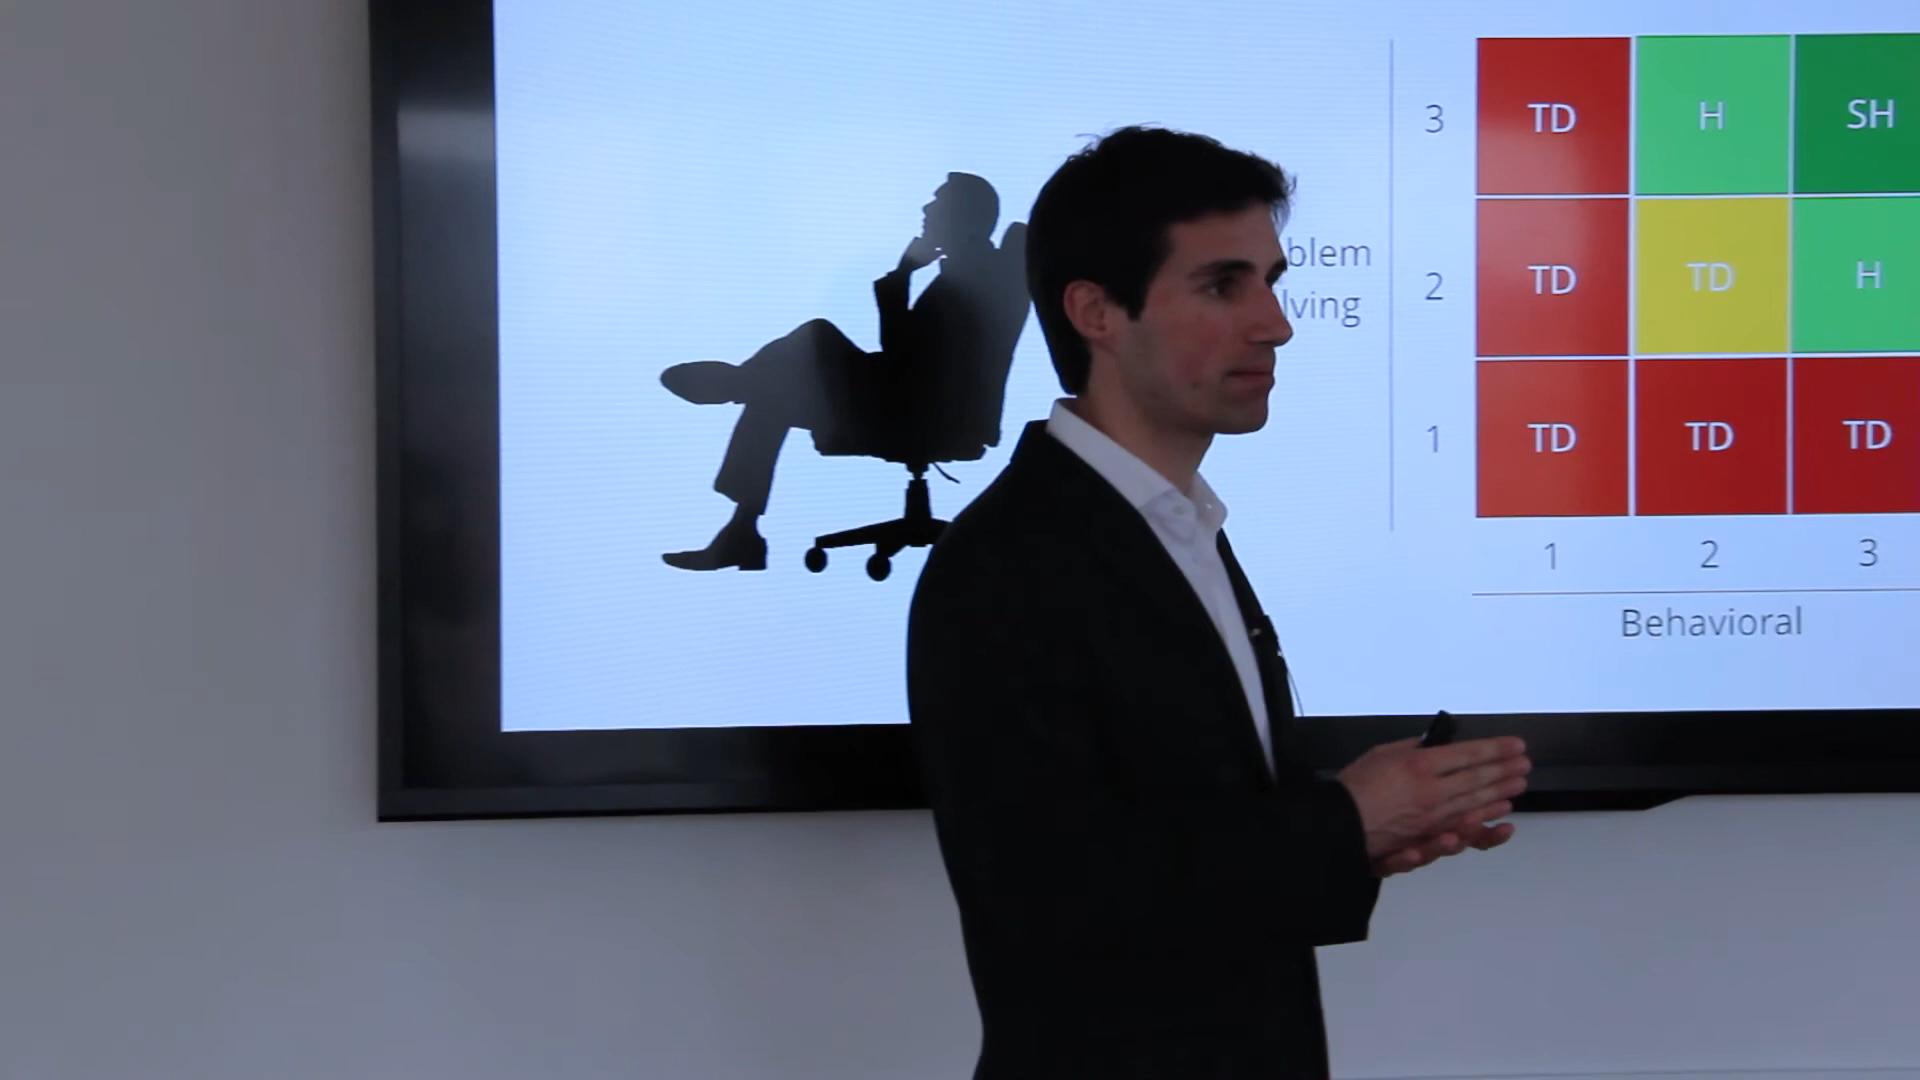 3 TD H SH
blem
lving
2 TD TD H
1 TD TD TD
1 2 3
Behavioral